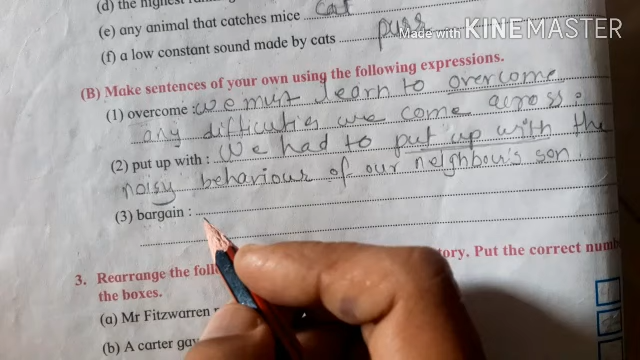 (d) the highest
(e) any animal that catches mice cat
(f) a low constant sound made by cats purr
Made with KINEMASTER
(B) Make sentences of your own using the following expressions.
(1) overcome : we must learn to overcome
any difficulties we come across.
(2) put up with : We had to put up with the
noisy behaviour of our neighbour's son.
(3) bargain :
3. Rearrange the tory. Put the correct numb
the boxes.
(a) Mr Fitzwarren
(b) A carter